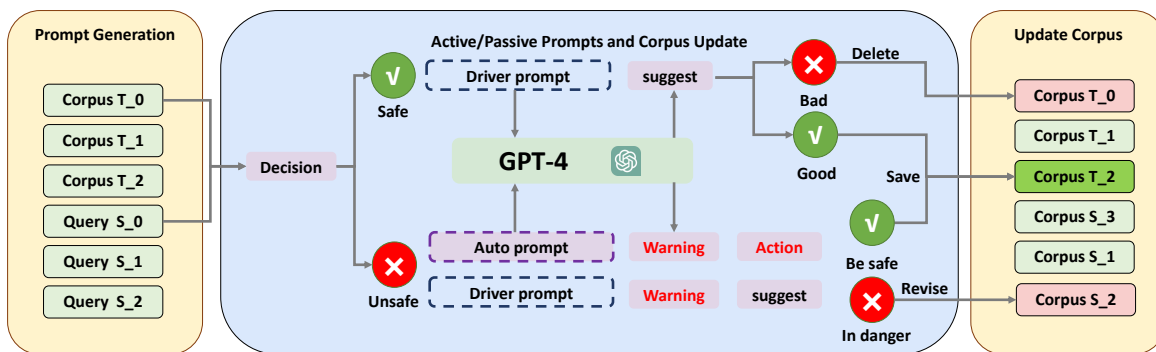 Prompt Generation
Corpus T_0
Corpus T_1
Corpus T_2
Query S_0
Query S_1
Query S_2
Active/Passive Prompts and Corpus Update
Decision
√
Safe
Driver prompt
suggest
Bad
Delete
GPT-4
√
Good
Save
Auto prompt
Warning
Action
√
Be safe
Unsafe
Driver prompt
Warning
suggest
Revise
In danger
Update Corpus
Corpus T_0
Corpus T_1
Corpus T_2
Corpus S_3
Corpus S_1
Corpus S_2